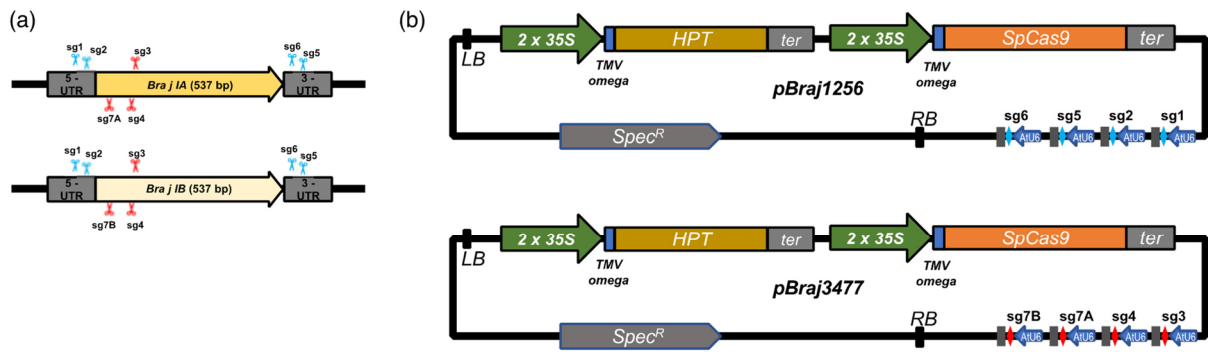 (a)
sg1
sg2
sg3
sg6
sg5
5 -
UTR
Bra j IA (537 bp)
3 -
UTR
sg7A
sg4
sg1
sg2
sg3
sg6
sg5
5 -
UTR
Bra j IB (537 bp)
3 -
UTR
sg7B
sg4
(b)
LB
2 x 35S
HPT
ter
2 x 35S
SpCas9
ter
TMV
omega
TMV
omega
pBraj1256
SpecR
RB
sg6
sg5
sg2
sg1
AtU6
AtU6
AtU6
AtU6
LB
2 x 35S
HPT
ter
2 x 35S
SpCas9
ter
TMV
omega
TMV
omega
pBraj3477
SpecR
RB
sg7B
sg7A
sg4
sg3
AtU6
AtU6
AtU6
AtU6